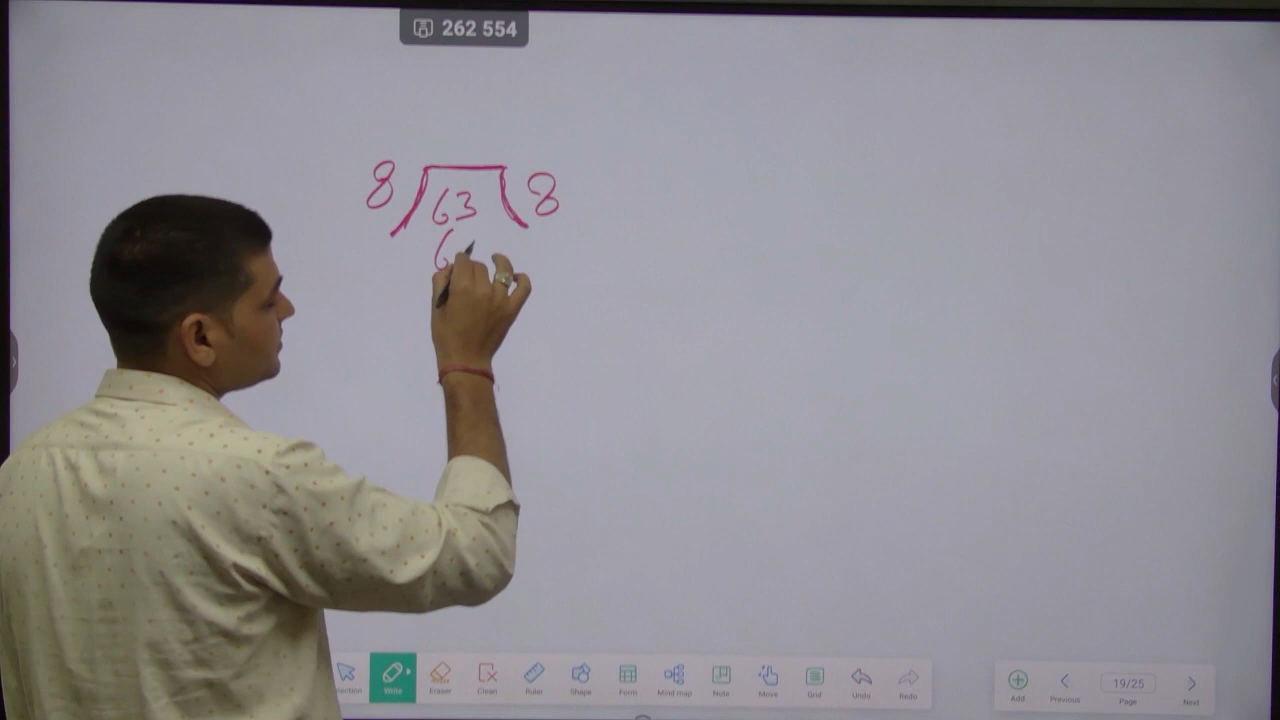 262 554
8 63 8
6
lection Write Eraser Clean Ruler Shape Form Mind map Note Move Grid Undo Redo
Add Previous 19/25 Page Next